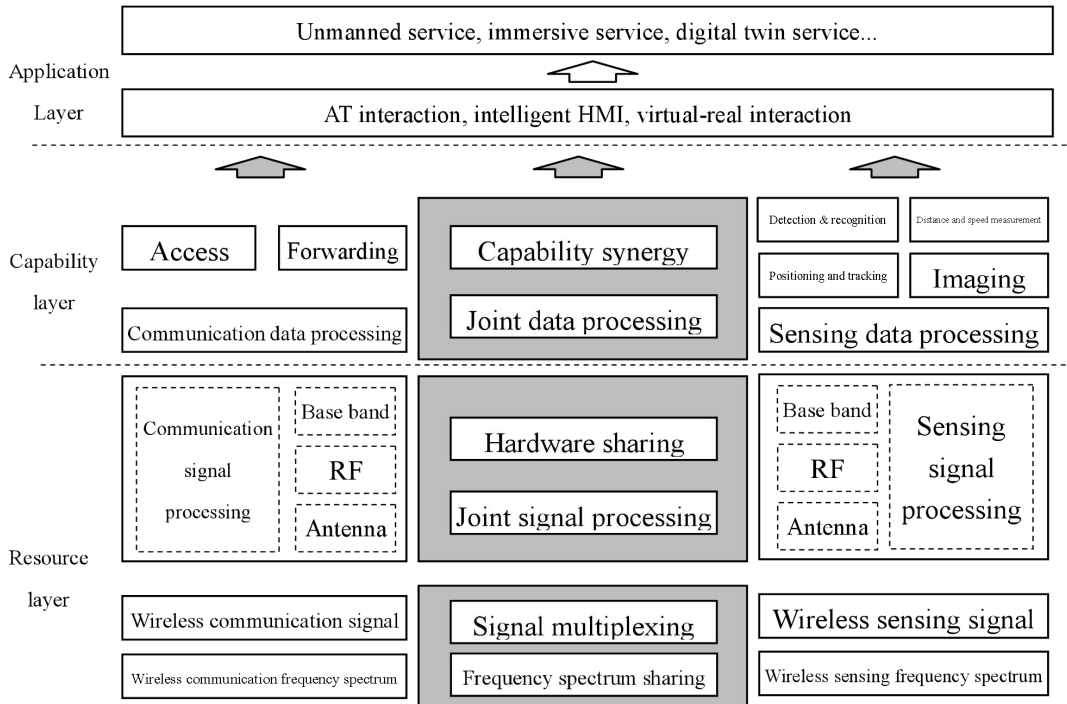 Unmanned service, immersive service, digital twin service...
Application
Layer
AT interaction, intelligent HMI, virtual-real interaction
Capability
layer
Access
Forwarding
Communication data processing
Capability synergy
Joint data processing
Detection & recognition
Distance and speed measurement
Positioning and tracking
Imaging
Sensing data processing
Resource
layer
Communication
signal
processing
Base band
RF
Antenna
Hardware sharing
Joint signal processing
Base band
RF
Antenna
Sensing
signal
processing
Wireless communication signal
Signal multiplexing
Wireless sensing signal
Wireless communication frequency spectrum
Frequency spectrum sharing
Wireless sensing frequency spectrum